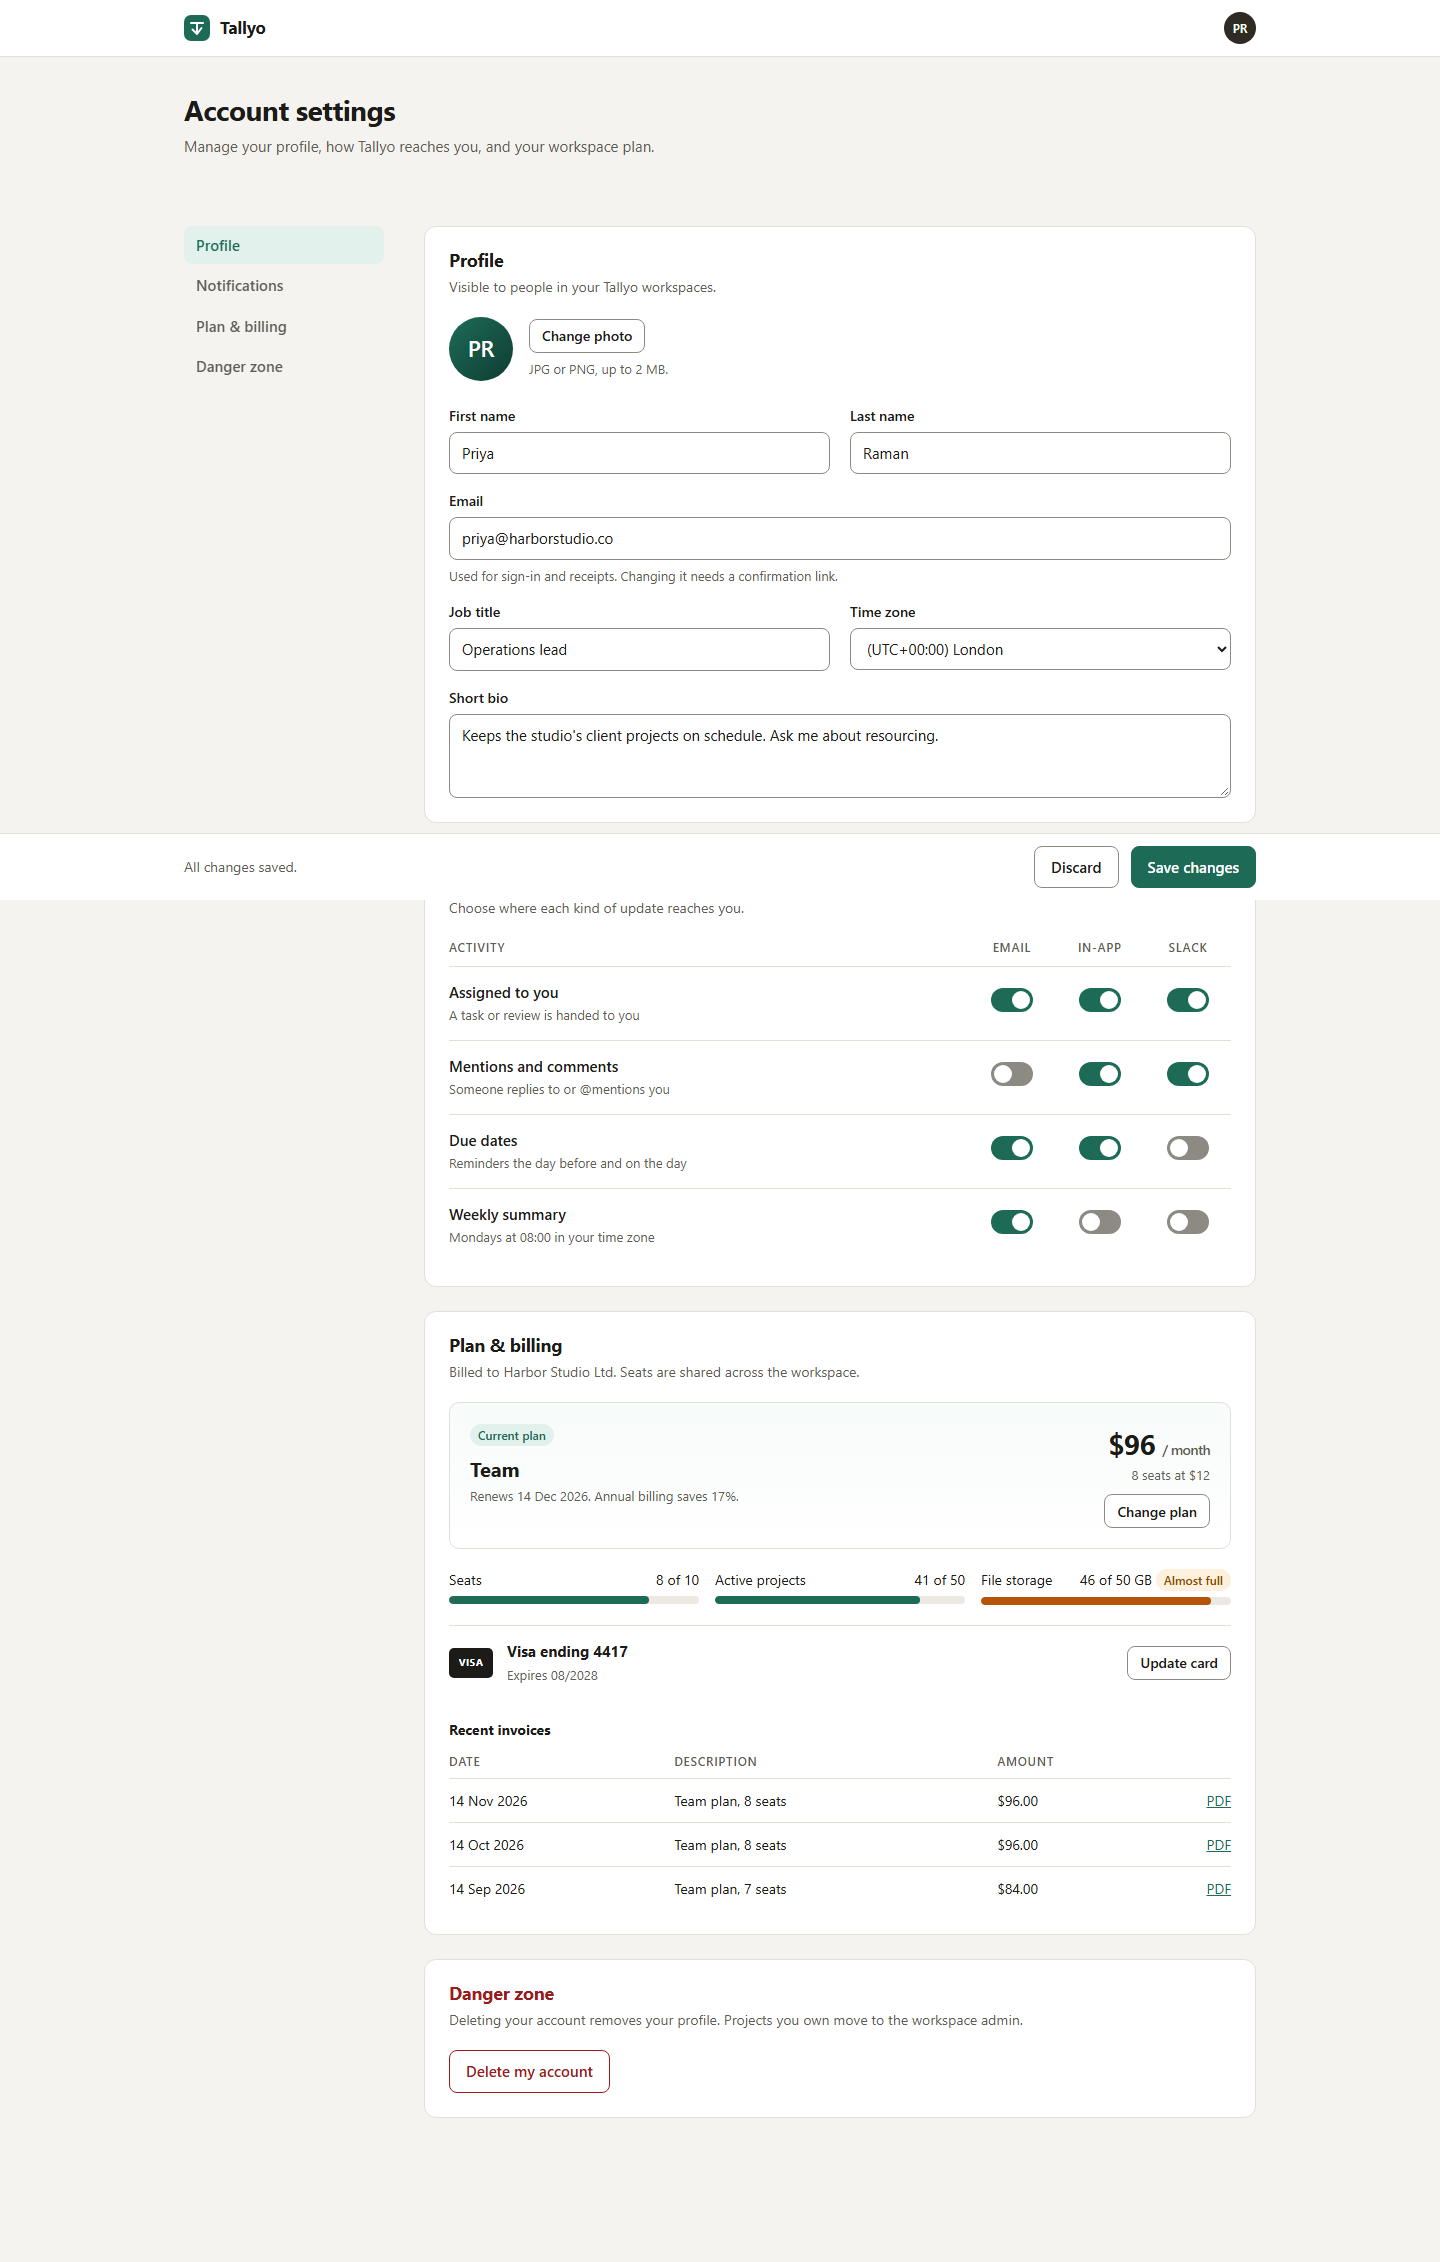 Tallyo
PR
Account settings
Manage your profile, how Tallyo reaches you, and your workspace plan.
Profile
Notifications
Plan & billing
Danger zone
Profile
Visible to people in your Tallyo workspaces.
PR
Change photo
JPG or PNG, up to 2 MB.
First name
Last name
Priya
Raman
Email
priya@harborstudio.co
Used for sign-in and receipts. Changing it needs a confirmation link.
Job title
Time zone
Operations lead
(UTC+00:00) London
Short bio
Keeps the studio's client projects on schedule. Ask me about resourcing.
All changes saved.
Discard
Save changes
Choose where each kind of update reaches you.
ACTIVITY EMAIL IN-APP SLACK
Assigned to you
A task or review is handed to you
Mentions and comments
Someone replies to or @mentions you
Due dates
Reminders the day before and on the day
Weekly summary
Mondays at 08:00 in your time zone
Plan & billing
Billed to Harbor Studio Ltd. Seats are shared across the workspace.
Current plan
Team
Renews 14 Dec 2026. Annual billing saves 17%.
$96 / month
8 seats at $12
Change plan
Seats 8 of 10
Active projects 41 of 50
File storage 46 of 50 GB Almost full
VISA
Visa ending 4417
Expires 08/2028
Update card
Recent invoices
DATE DESCRIPTION AMOUNT
14 Nov 2026 Team plan, 8 seats $96.00 PDF
14 Oct 2026 Team plan, 8 seats $96.00 PDF
14 Sep 2026 Team plan, 7 seats $84.00 PDF
Danger zone
Deleting your account removes your profile. Projects you own move to the workspace admin.
Delete my account